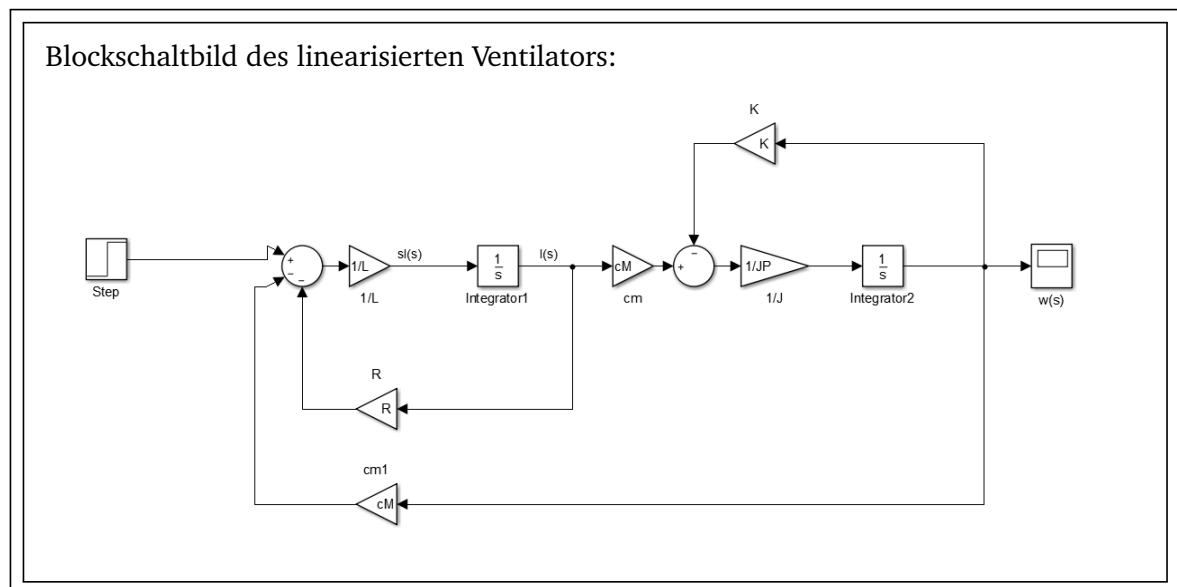 Blockschaltbild des linearisierten Ventilators:
K
K
Step
+
−
−
1/L
1/L
sI(s)
1
s
Integrator1
I(s)
cM
cm
−
+
1/JP
1/J
1
s
Integrator2
w(s)
R
R
cm1
cM